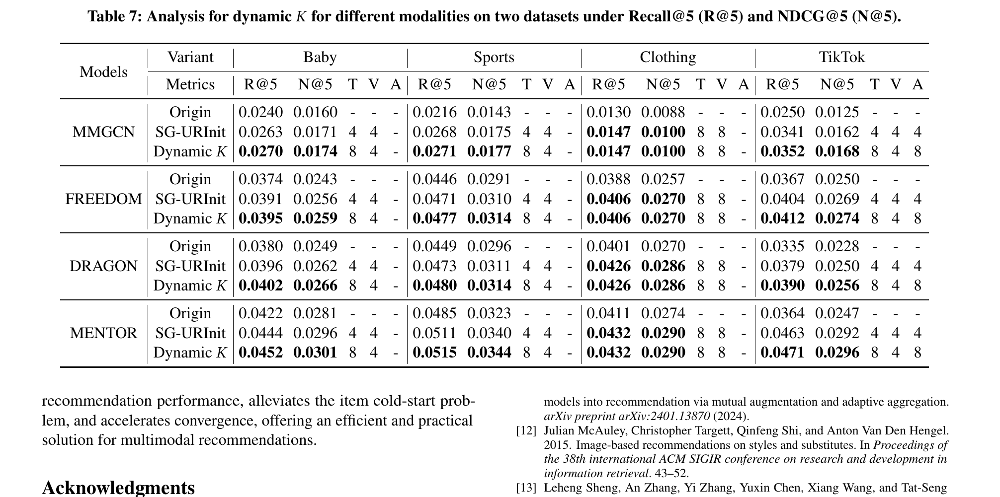 Table 7: Analysis for dynamic K for different modalities on two datasets under Recall@5 (R@5) and NDCG@5 (N@5).
Models Variant Baby Sports Clothing TikTok
Metrics R@5 N@5 T V A R@5 N@5 T V A R@5 N@5 T V A R@5 N@5 T V A
MMGCN Origin 0.0240 0.0160 - - - 0.0216 0.0143 - - - 0.0130 0.0088 - - - 0.0250 0.0125 - - -
SG-URInit 0.0263 0.0171 4 4 - 0.0268 0.0175 4 4 - 0.0147 0.0100 8 8 - 0.0341 0.0162 4 4 4
Dynamic K 0.0270 0.0174 8 4 - 0.0271 0.0177 8 4 - 0.0147 0.0100 8 8 - 0.0352 0.0168 8 4 8
FREEDOM Origin 0.0374 0.0243 - - - 0.0446 0.0291 - - - 0.0388 0.0257 - - - 0.0367 0.0250 - - -
SG-URInit 0.0391 0.0256 4 4 - 0.0471 0.0310 4 4 - 0.0406 0.0270 8 8 - 0.0404 0.0269 4 4 4
Dynamic K 0.0395 0.0259 8 4 - 0.0477 0.0314 8 4 - 0.0406 0.0270 8 8 - 0.0412 0.0274 8 4 8
DRAGON Origin 0.0380 0.0249 - - - 0.0449 0.0296 - - - 0.0401 0.0270 - - - 0.0335 0.0228 - - -
SG-URInit 0.0396 0.0262 4 4 - 0.0473 0.0311 4 4 - 0.0426 0.0286 8 8 - 0.0379 0.0250 4 4 4
Dynamic K 0.0402 0.0266 8 4 - 0.0480 0.0314 8 4 - 0.0426 0.0286 8 8 - 0.0390 0.0256 8 4 8
MENTOR Origin 0.0422 0.0281 - - - 0.0485 0.0323 - - - 0.0411 0.0274 - - - 0.0364 0.0247 - - -
SG-URInit 0.0444 0.0296 4 4 - 0.0511 0.0340 4 4 - 0.0432 0.0290 8 8 - 0.0463 0.0292 4 4 4
Dynamic K 0.0452 0.0301 8 4 - 0.0515 0.0344 8 4 - 0.0432 0.0290 8 8 - 0.0471 0.0296 8 4 8
recommendation performance, alleviates the item cold-start prob-
lem, and accelerates convergence, offering an efficient and practical
solution for multimodal recommendations.
Acknowledgments
models into recommendation via mutual augmentation and adaptive aggregation.
arXiv preprint arXiv:2401.13870 (2024).
[12] Julian McAuley, Christopher Targett, Qinfeng Shi, and Anton Van Den Hengel.
2015. Image-based recommendations on styles and substitutes. In Proceedings of
the 38th international ACM SIGIR conference on research and development in
information retrieval. 43–52.
[13] Leheng Sheng, An Zhang, Yi Zhang, Yuxin Chen, Xiang Wang, and Tat-Seng